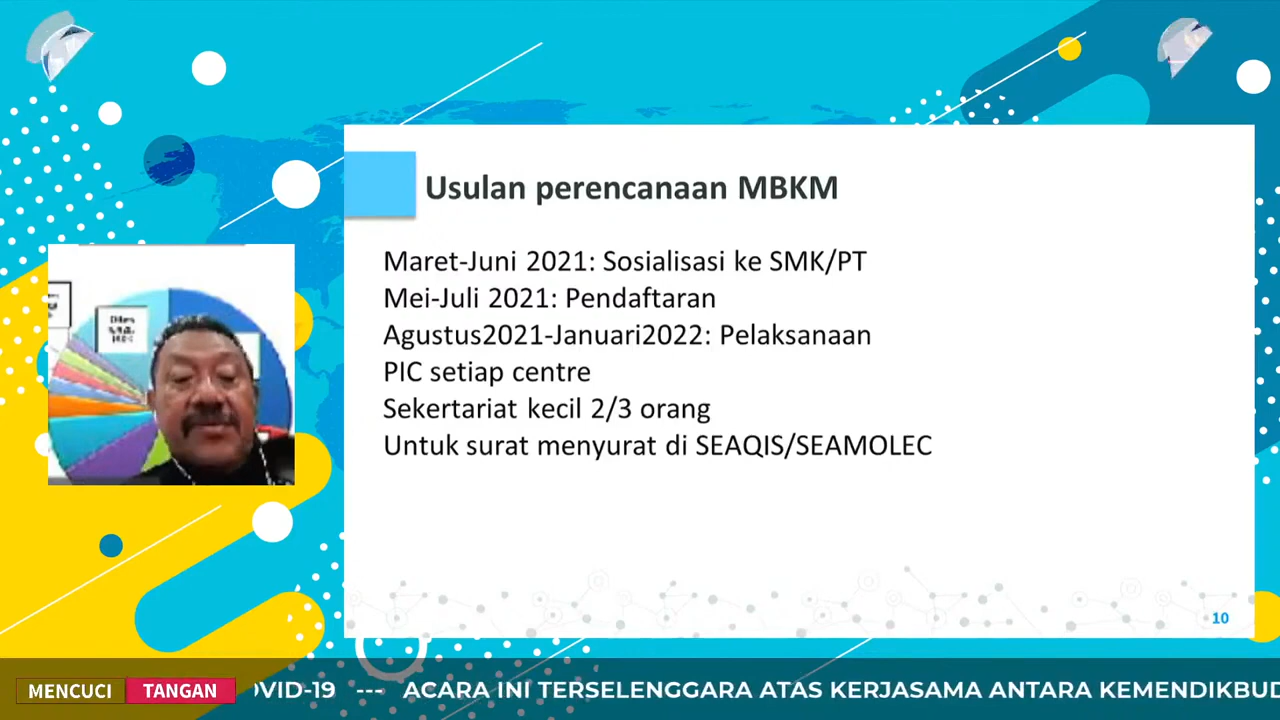 Usulan perencanaan MBKM
Maret-Juni 2021: Sosialisasi ke SMK/PT
Mei-Juli 2021: Pendaftaran
Agustus2021-Januari2022: Pelaksanaan
PIC setiap centre
Sekertariat kecil 2/3 orang
Untuk surat menyurat di SEAQIS/SEAMOLEC
10
MENCUCI TANGAN OVID-19 --- ACARA INI TERSELENGGARA ATAS KERJASAMA ANTARA KEMENDIKBUD